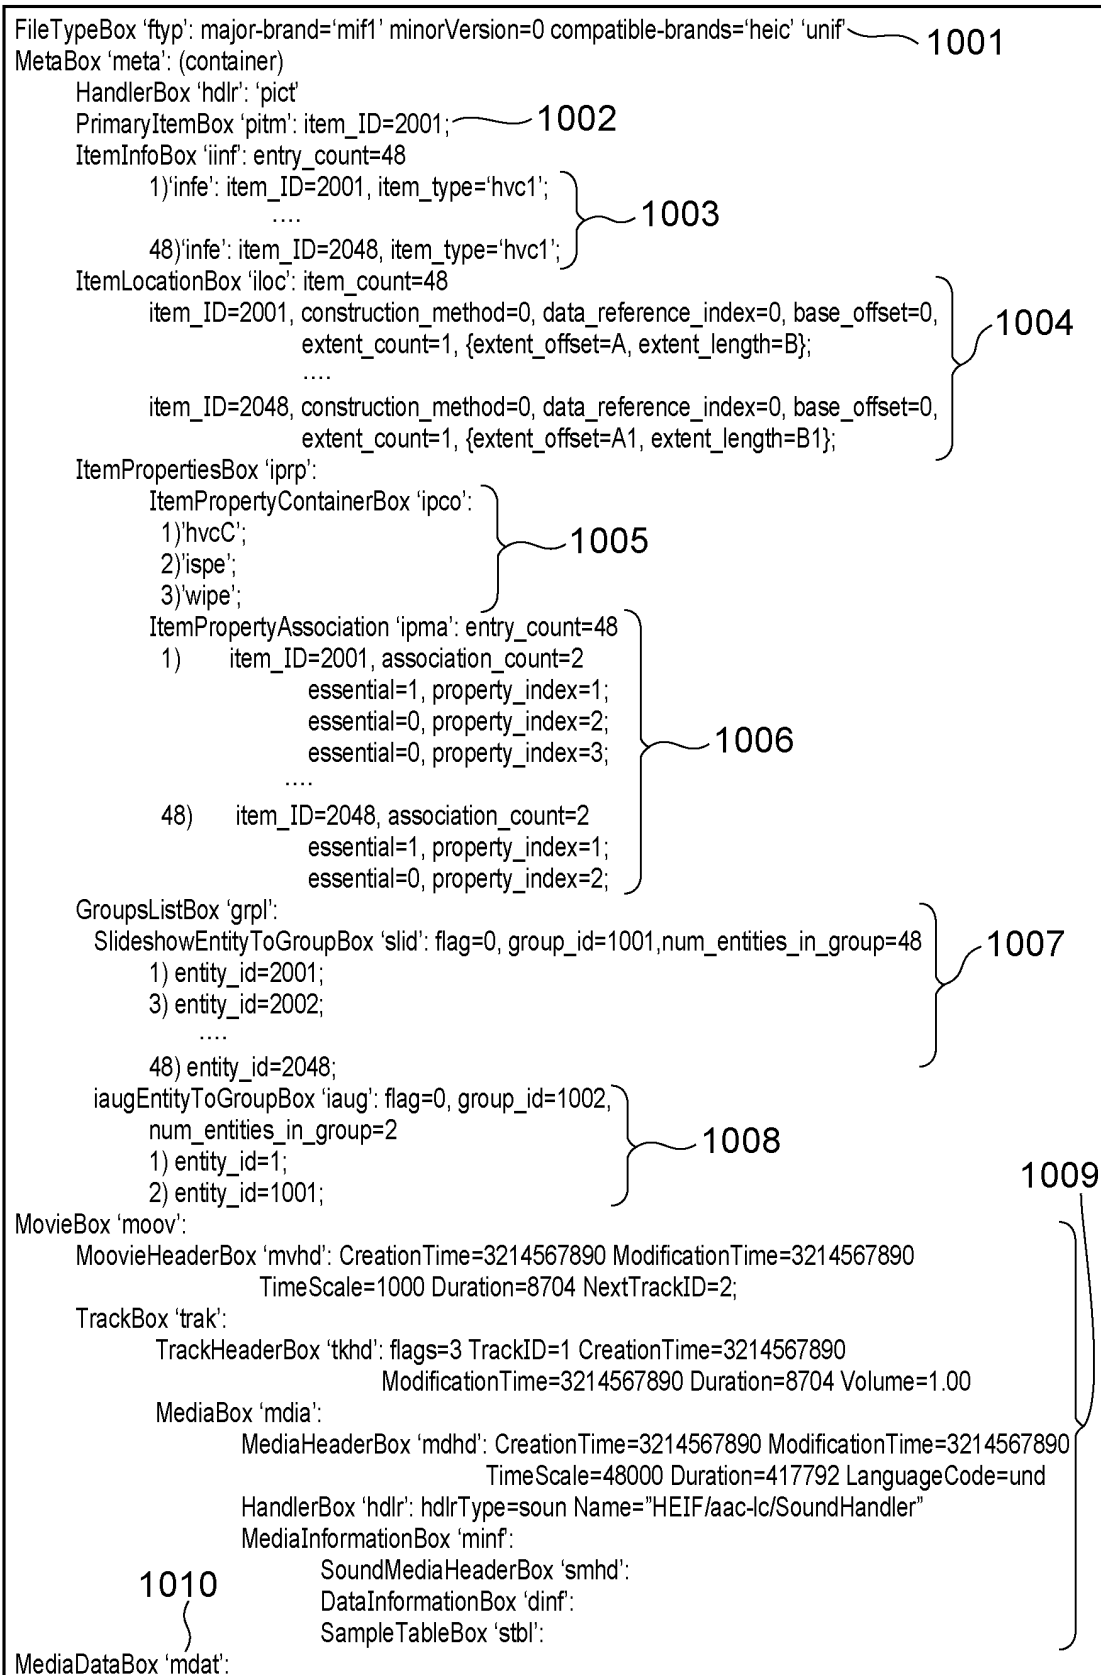 FileTypeBox ‘ftyp’: major-brand=‘mif1’ minorVersion=0 compatible-brands=‘heic’ ‘unif’ 1001
MetaBox ‘meta’: (container)
HandlerBox ‘hdlr’: ‘pict’
PrimaryItemBox ‘pitm’: item_ID=2001; 1002
ItemInfoBox ‘iinf’: entry_count=48
1)‘infe’: item_ID=2001, item_type=‘hvc1’;
.... 1003
48)‘infe’: item_ID=2048, item_type=‘hvc1’;
ItemLocationBox ‘iloc’: item_count=48
item_ID=2001, construction_method=0, data_reference_index=0, base_offset=0, 1004
extent_count=1, {extent_offset=A, extent_length=B};
....
item_ID=2048, construction_method=0, data_reference_index=0, base_offset=0,
extent_count=1, {extent_offset=A1, extent_length=B1};
ItemPropertiesBox ‘iprp’:
ItemPropertyContainerBox ‘ipco’:
1)’hvcC’; 1005
2)’ispe’;
3)’wipe’;
ItemPropertyAssociation ‘ipma’: entry_count=48
1) item_ID=2001, association_count=2
essential=1, property_index=1;
essential=0, property_index=2;
essential=0, property_index=3; 1006
....
48) item_ID=2048, association_count=2
essential=1, property_index=1;
essential=0, property_index=2;
GroupsListBox ‘grpl’:
SlideshowEntityToGroupBox ‘slid’: flag=0, group_id=1001,num_entities_in_group=48 1007
1) entity_id=2001;
3) entity_id=2002;
....
48) entity_id=2048;
iaugEntityToGroupBox ‘iaug’: flag=0, group_id=1002,
num_entities_in_group=2 1008
1) entity_id=1;
2) entity_id=1001; 1009
MovieBox ‘moov’:
MoovieHeaderBox ‘mvhd’: CreationTime=3214567890 ModificationTime=3214567890
TimeScale=1000 Duration=8704 NextTrackID=2;
TrackBox ‘trak’:
TrackHeaderBox ‘tkhd’: flags=3 TrackID=1 CreationTime=3214567890
ModificationTime=3214567890 Duration=8704 Volume=1.00
MediaBox ‘mdia’:
MediaHeaderBox ‘mdhd’: CreationTime=3214567890 ModificationTime=3214567890
TimeScale=48000 Duration=417792 LanguageCode=und
HandlerBox ‘hdlr’: hdlrType=soun Name=”HEIF/aac-lc/SoundHandler”
MediaInformationBox ‘minf’:
SoundMediaHeaderBox ‘smhd’:
1010 DataInformationBox ‘dinf’:
SampleTableBox ‘stbl’:
MediaDataBox ‘mdat’: